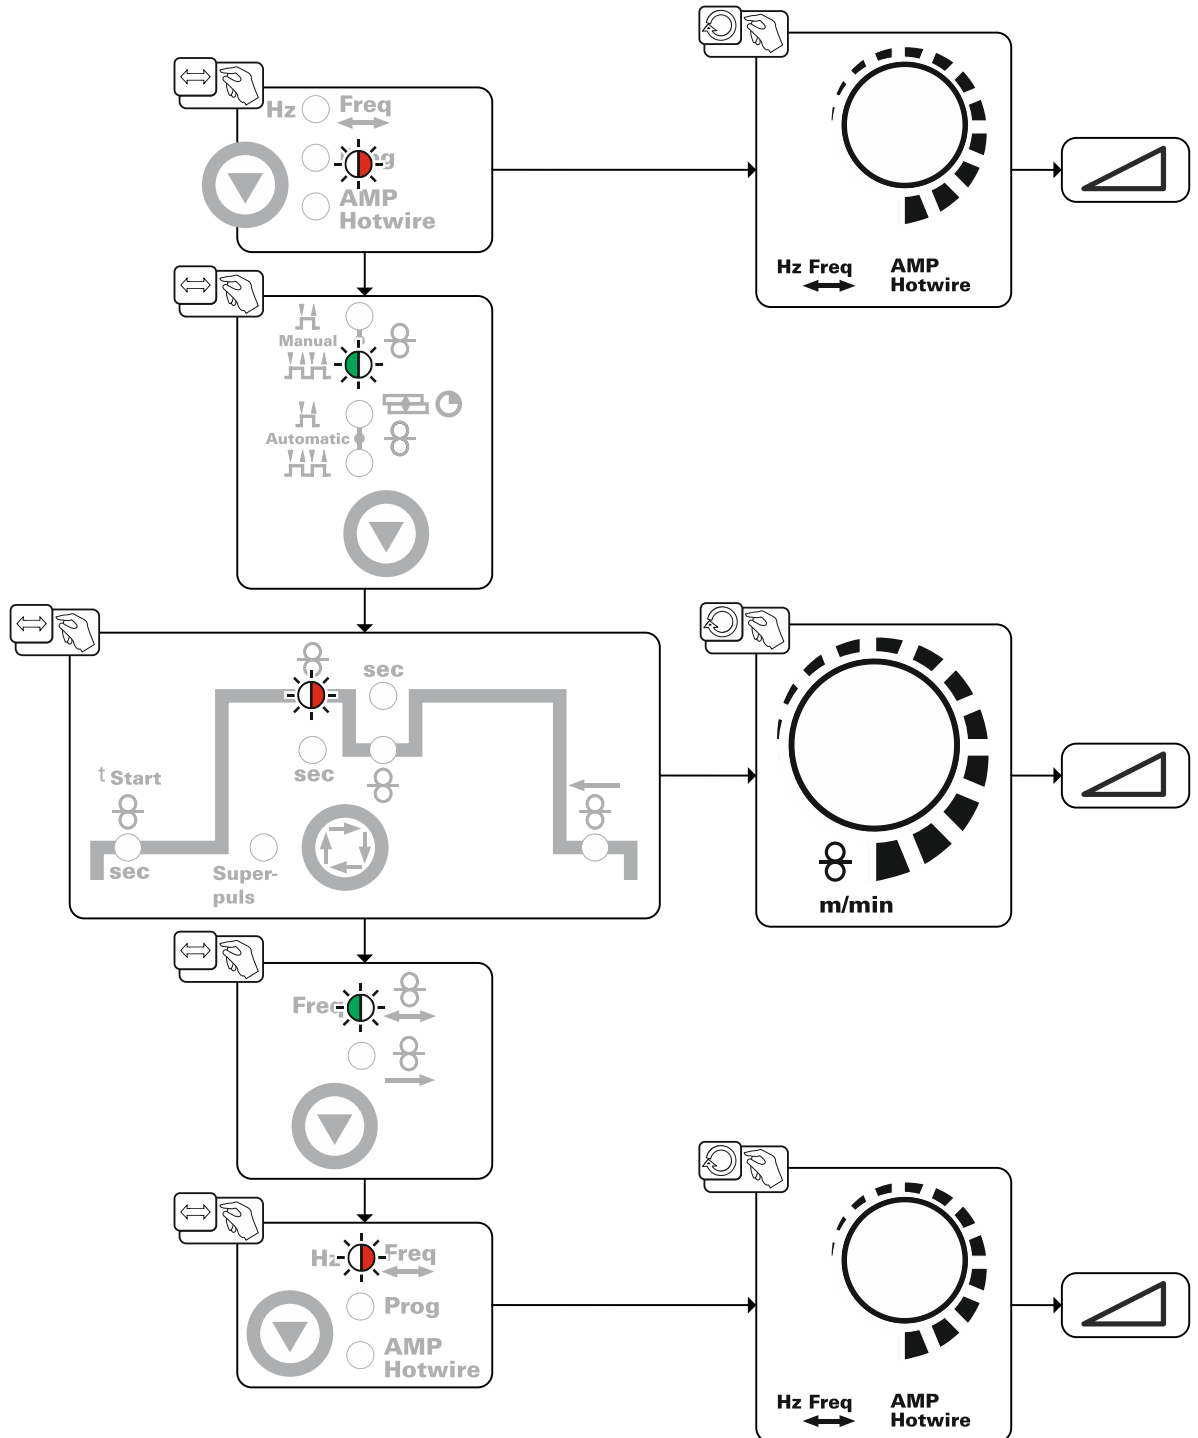 Hz Freq
AMP
Hotwire
Hz Freq
AMP
Hotwire
Manual
Automatic
sec
sec
t Start
sec
Super-
puls
m/min
Freq
Hz Freq
Prog
AMP
Hotwire
Hz Freq
AMP
Hotwire